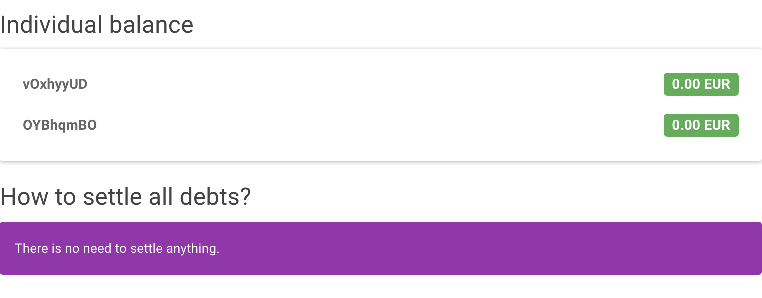 Individual balance
vOxhyyUD 0.00 EUR
OYBhqmBO 0.00 EUR
How to settle all debts?
There is no need to settle anything.